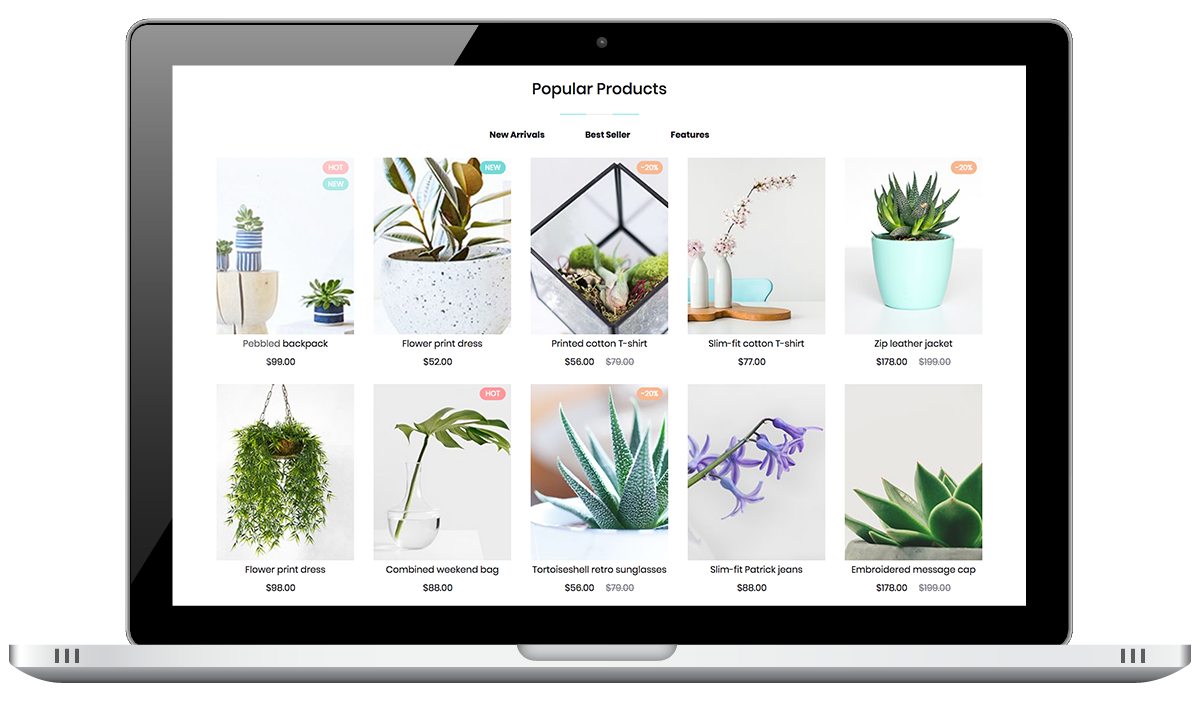 Popular Products
New Arrivals Best Seller Features
HOT
NEW
NEW
-20%
-20%
Pebbled backpack Flower print dress Printed cotton T-shirt Slim-fit cotton T-shirt Zip leather jacket
$99.00 $52.00 $56.00 $79.00 $77.00 $178.00 $199.00
HOT
-20%
Flower print dress Combined weekend bag Tortoiseshell retro sunglasses Slim-fit Patrick jeans Embroidered message cap
$98.00 $88.00 $56.00 $79.00 $88.00 $178.00 $199.00